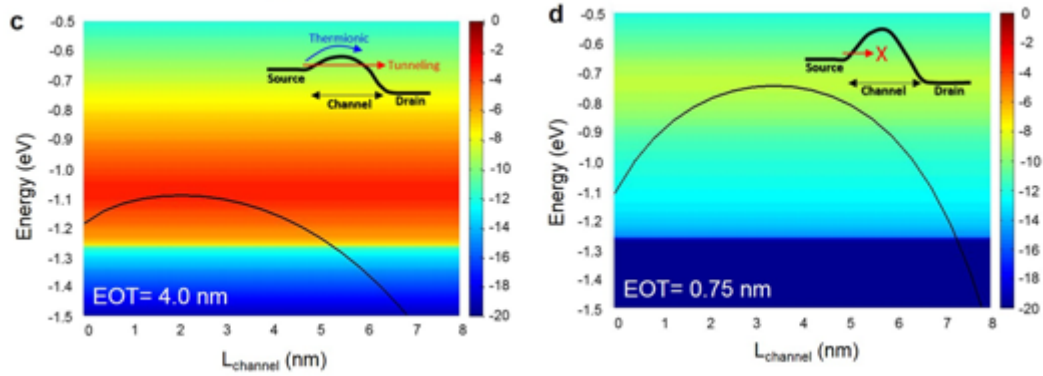 c
-0.5
-0.6
-0.7
-0.8
-0.9
-1.0
-1.1
-1.2
-1.3
-1.4
-1.5
Energy (eV)
Thermionic
Tunneling
Source
Channel
Drain
EOT= 4.0 nm
0 1 2 3 4 5 6 7 8
Lchannel (nm)
0
-2
-4
-6
-8
-10
-12
-14
-16
-18
-20
d
-0.5
-0.6
-0.7
-0.8
-0.9
-1.0
-1.1
-1.2
-1.3
-1.4
-1.5
Energy (eV)
X
Source
Channel
Drain
EOT= 0.75 nm
0 1 2 3 4 5 6 7 8
Lchannel (nm)
0
-2
-4
-6
-8
-10
-12
-14
-16
-18
-20